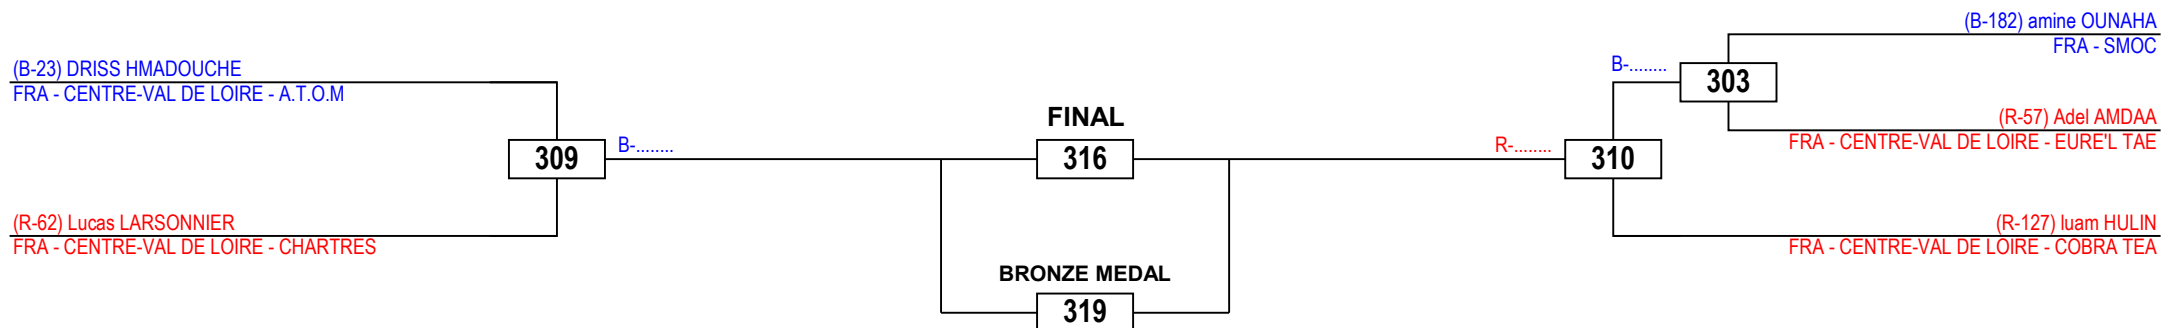 (B-182) amine OUNAHA
FRA - SMOC
(B-23) DRISS HMADOUCHE
FRA - CENTRE-VAL DE LOIRE - A.T.O.M
B-........
303
FINAL
(R-57) Adel AMDAA
FRA - CENTRE-VAL DE LOIRE - EURE'L TAE
309
B-........
316
R-........
310
(R-62) Lucas LARSONNIER
FRA - CENTRE-VAL DE LOIRE - CHARTRES
(R-127) luam HULIN
FRA - CENTRE-VAL DE LOIRE - COBRA TEA
BRONZE MEDAL
319